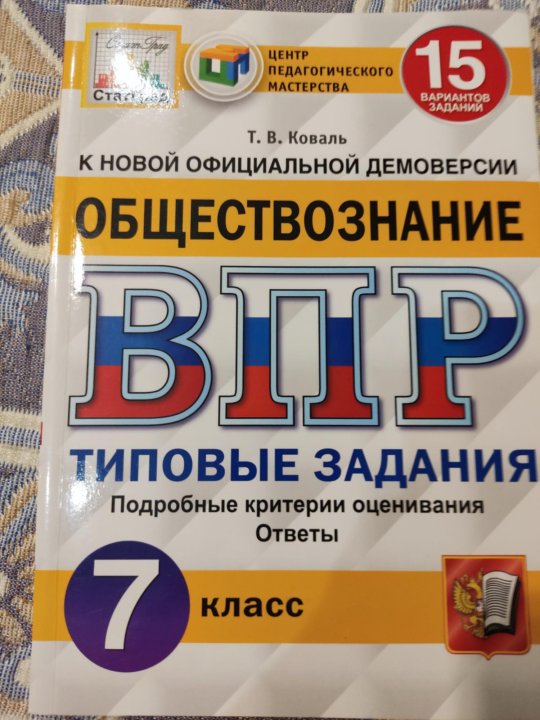 ЦЕНТР
ПЕДАГОГИЧЕСКОГО
МАСТЕРСТВА
15
ВАРИАНТОВ
ЗАДАНИЙ
Т. В. Коваль
К НОВОЙ ОФИЦИАЛЬНОЙ ДЕМОВЕРСИИ
ОБЩЕСТВОЗНАНИЕ
ВПР
ТИПОВЫЕ ЗАДАНИЯ
Подробные критерии оценивания
Ответы
7 класс